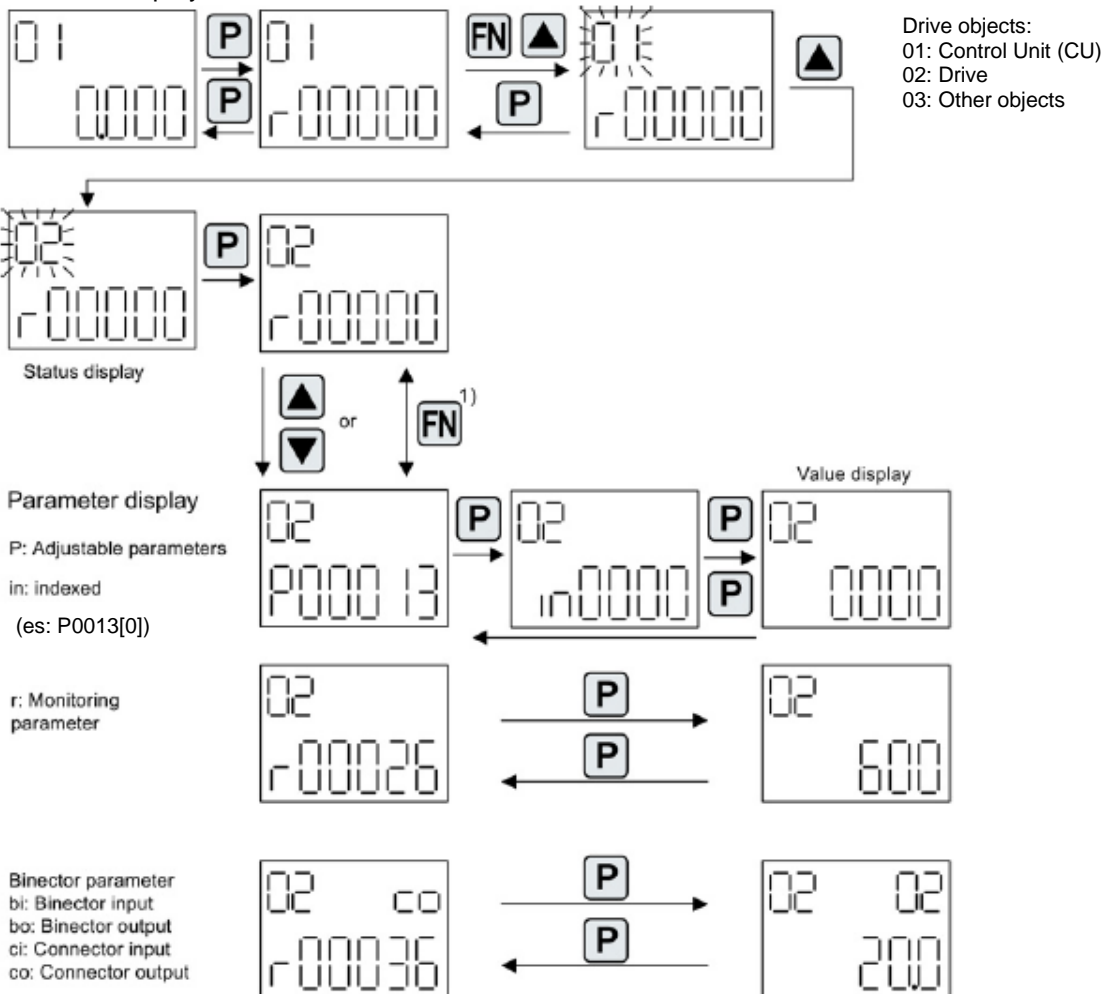 01
0.000
P
P
01
r00000
FN
P
01
r00000
Drive objects:
01: Control Unit (CU)
02: Drive
03: Other objects
02
r00000
P
02
r00000
Status display
or
FN 1)
Parameter display
P: Adjustable parameters
in: indexed
(es: P0013[0])
02
P00013
P
02
in0000
P
P
Value display
02
0000
r: Monitoring
parameter
02
r00026
P
P
02
600
Binector parameter
bi: Binector input
bo: Binector output
ci: Connector input
co: Connector output
02 co
r00036
P
P
02 02
20.0